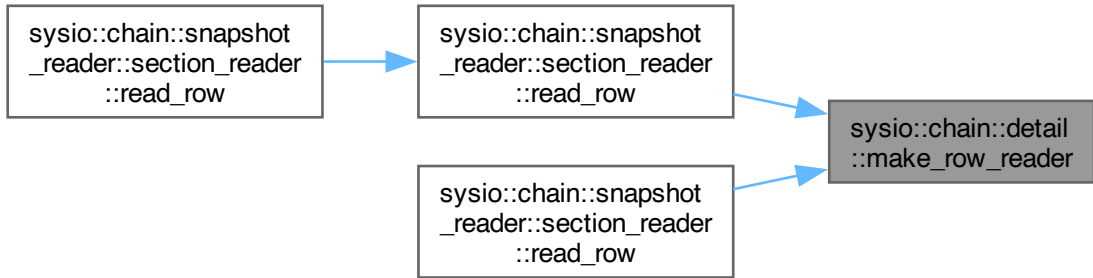 sysio::chain::snapshot
_reader::section_reader
::read_row
sysio::chain::snapshot
_reader::section_reader
::read_row
sysio::chain::detail
::make_row_reader
sysio::chain::snapshot
_reader::section_reader
::read_row